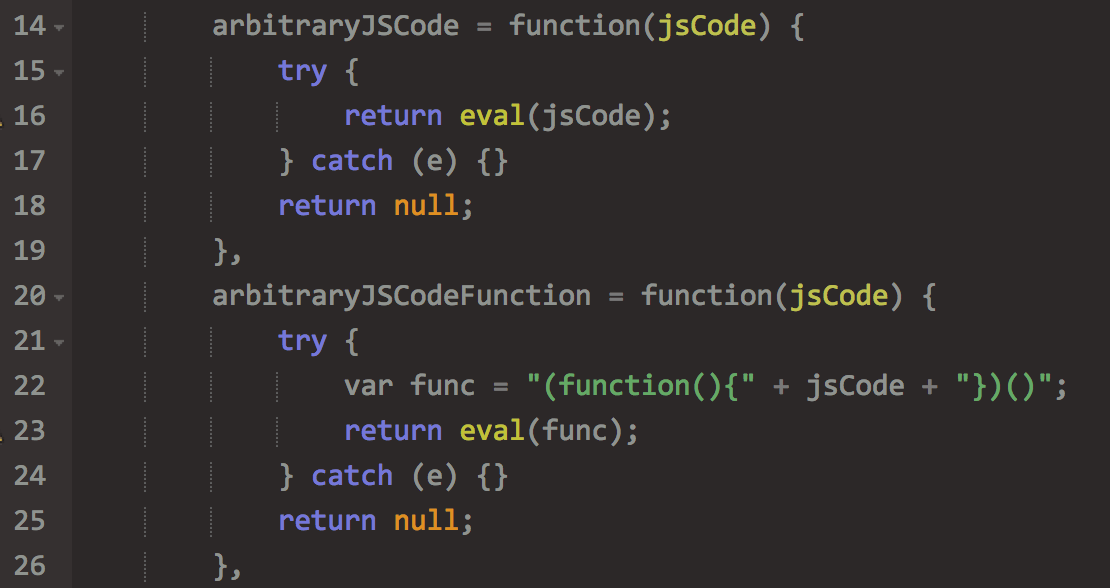 14 arbitraryJSCode = function(jsCode) {
15 try {
16 return eval(jsCode);
17 } catch (e) {}
18 return null;
19 },
20 arbitraryJSCodeFunction = function(jsCode) {
21 try {
22 var func = "(function(){" + jsCode + "})()";
23 return eval(func);
24 } catch (e) {}
25 return null;
26 },